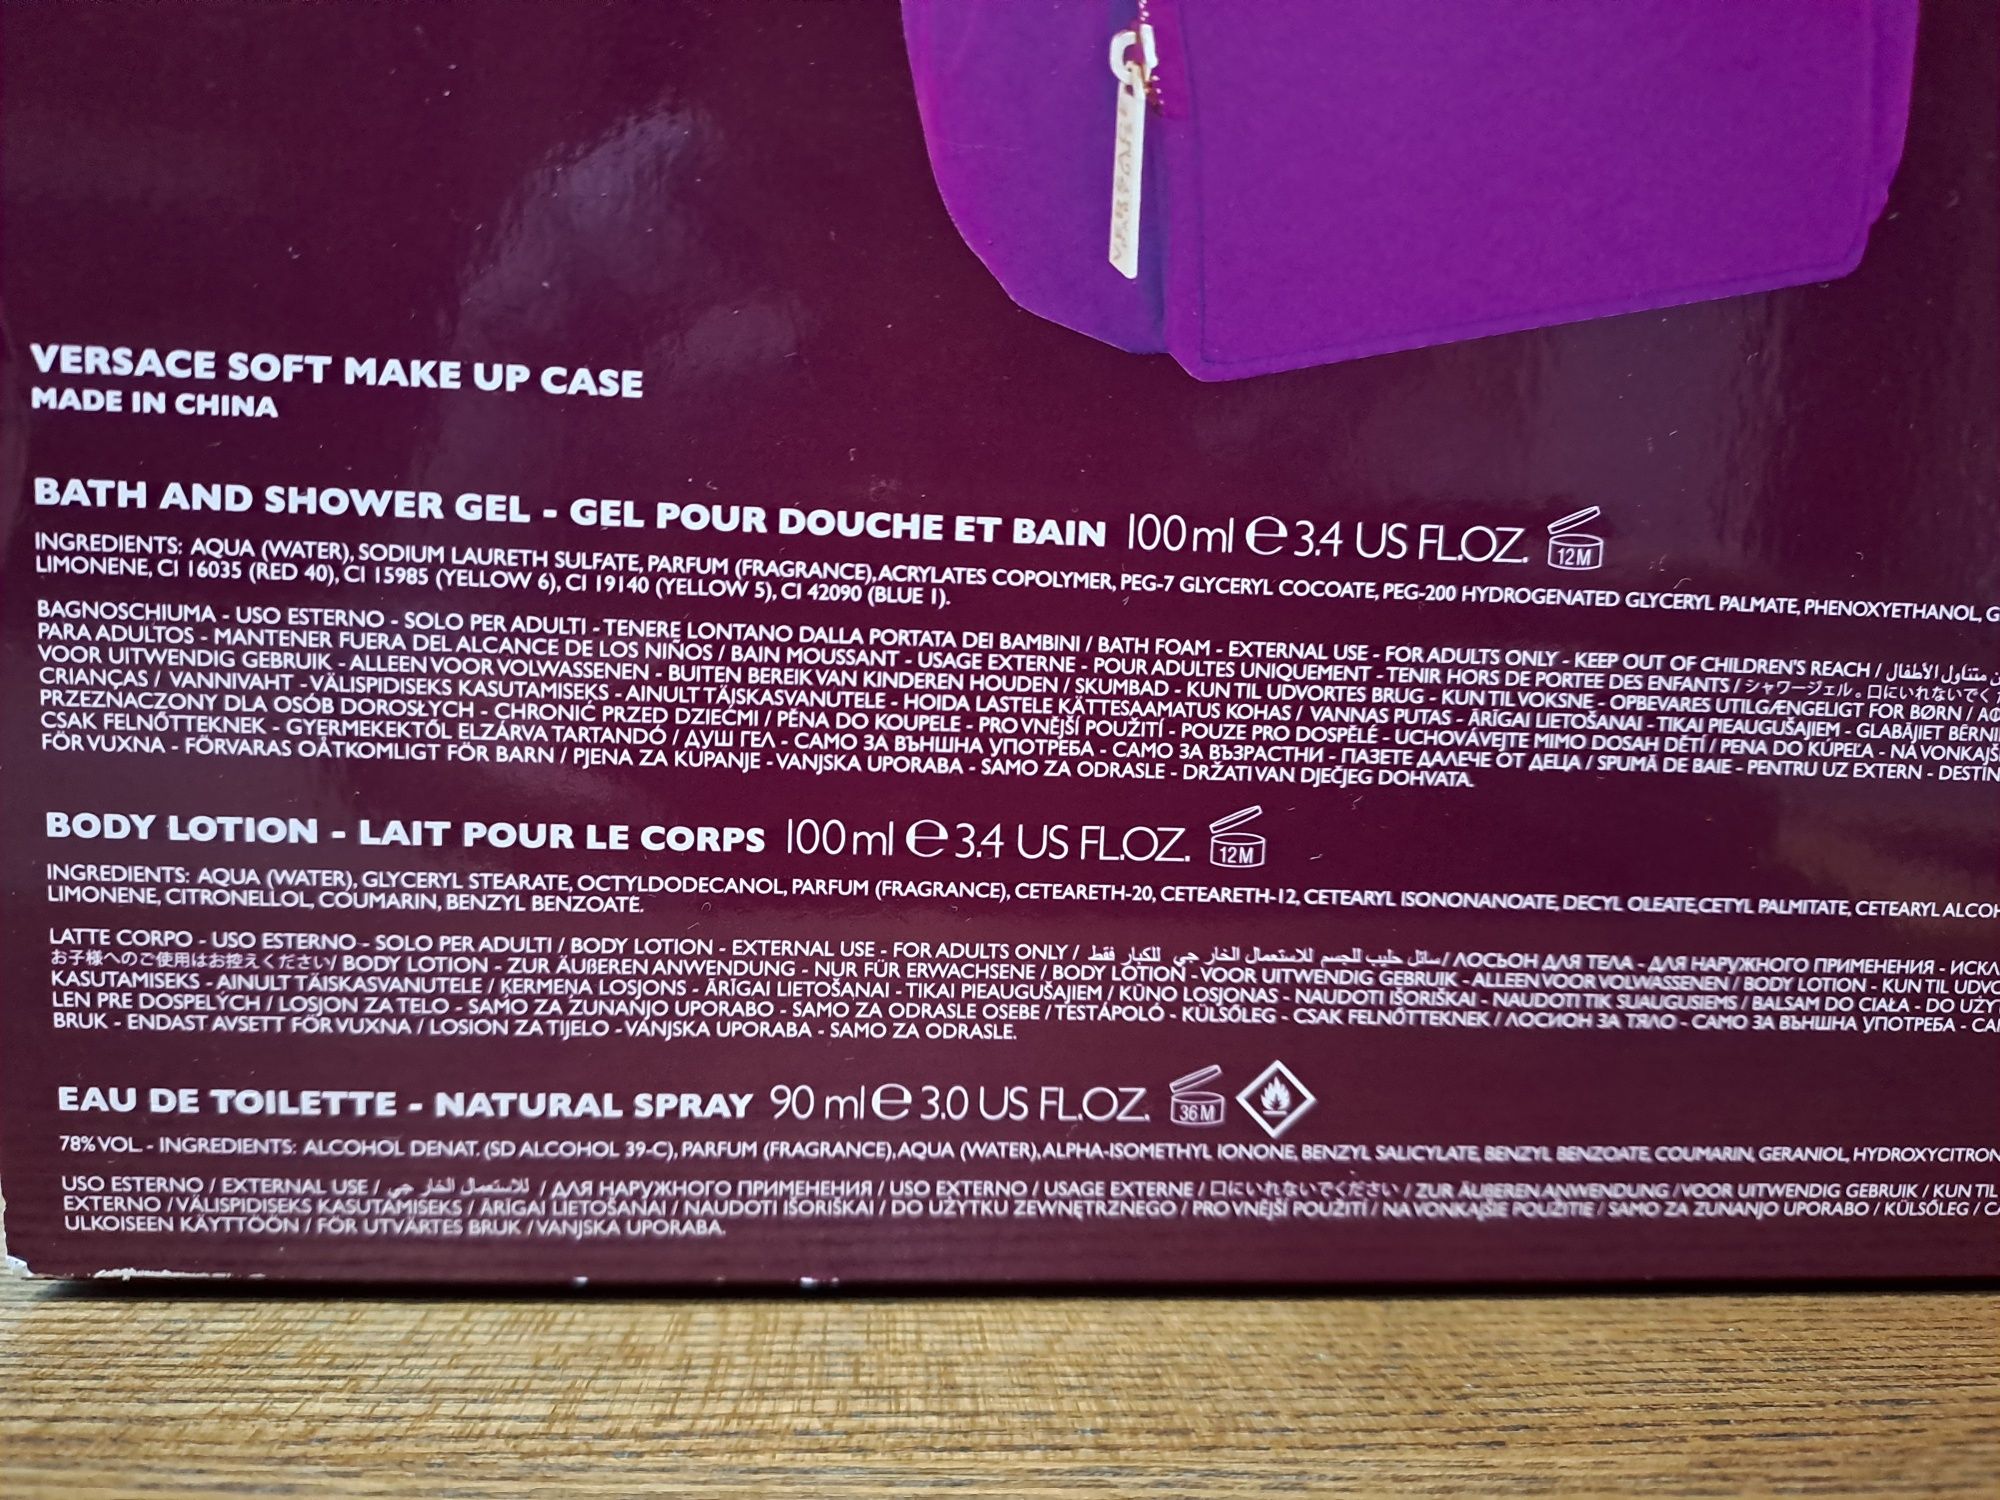 VERSACE
VERSACE SOFT MAKE UP CASE
MADE IN CHINA
BATH AND SHOWER GEL - GEL POUR DOUCHE ET BAIN 100 ml e 3.4 US FL.OZ. 12M
INGREDIENTS: AQUA (WATER), SODIUM LAURETH SULFATE, PARFUM (FRAGRANCE), ACRYLATES COPOLYMER, PEG-7 GLYCERYL COCOATE, PEG-200 HYDROGENATED GLYCERYL PALMATE, PHENOXYETHANOL, G
LIMONENE, CI 16035 (RED 40), CI 15985 (YELLOW 6), CI 19140 (YELLOW 5), CI 42090 (BLUE 1).
BAGNOSCHIUMA - USO ESTERNO - SOLO PER ADULTI - TENERE LONTANO DALLA PORTATA DEI BAMBINI / BATH FOAM - EXTERNAL USE - FOR ADULTS ONLY - KEEP OUT OF CHILDREN'S REACH / متناول الأطفال
PARA ADULTOS - MANTENER FUERA DEL ALCANCE DE LOS NIÑOS / BAIN MOUSSANT - USAGE EXTERNE - POUR ADULTES UNIQUEMENT - TENIR HORS DE PORTEE DES ENFANTS / シャワージェル。口にいれないでく
VOOR UITWENDIG GEBRUIK - ALLEEN VOOR VOLWASSENEN - BUITEN BEREIK VAN KINDEREN HOUDEN / SKUMBAD - KUN TIL UDVORTES BRUG - KUN TIL VOKSNE - OPBEVARES UTILGÆNGELIGT FOR BØRN / ΑΦ
CRIANÇAS / VANNIVAHT - VÄLISPIDISEKS KASUTAMISEKS - AINULT TÄISKASVANUTELE - HOIDA LASTELE KÄTTESAAMATUS KOHAS / VANNAS PUTAS - ĀRĪGAI LIETOŠANAI - TIKAI PIEAUGUŠAJIEM - GLABĀJIET BĒRNI
PRZEZNACZONY DLA OSÓB DOROSŁYCH - CHRONIĆ PRZED DZIEĆMI / PĚNA DO KOUPELE - PRO VNĚJŠÍ POUŽITÍ - POUZE PRO DOSPĚLÉ - UCHOVÁVEJTE MIMO DOSAH DĚTÍ / PENA DO KÚPEĽA - NA VONKAJŠ
CSAK FELNŐTTEKNEK - GYERMEKEKTŐL ELZÁRVA TARTANDÓ / ДУШ ГЕЛ - САМО ЗА ВЪНШНА УПОТРЕБА - САМО ЗА ВЪЗРАСТНИ - ПАЗЕТЕ ДАЛЕЧЕ ОТ ДЕЦА / SPUMĂ DE BAIE - PENTRU UZ EXTERN - DESTIN
FÖR VUXNA - FÖRVARAS OÅTKOMLIGT FÖR BARN / PJENA ZA KUPANJE - VANJSKA UPORABA - SAMO ZA ODRASLE - DRŽATI VAN DJEČJEG DOHVATA.
BODY LOTION - LAIT POUR LE CORPS 100 ml e 3.4 US FL.OZ. 12M
INGREDIENTS: AQUA (WATER), GLYCERYL STEARATE, OCTYLDODECANOL, PARFUM (FRAGRANCE), CETEARETH-20, CETEARETH-12, CETEARYL ISONONANOATE, DECYL OLEATE, CETYL PALMITATE, CETEARYL ALCOH
LIMONENE, CITRONELLOL, COUMARIN, BENZYL BENZOATE.
LATTE CORPO - USO ESTERNO - SOLO PER ADULTI / BODY LOTION - EXTERNAL USE - FOR ADULTS ONLY / سائل حليب للجسم للاستعمال الخارجي للكبار فقط / ЛОСЬОН ДЛЯ ТЕЛА - ДЛЯ НАРУЖНОГО ПРИМЕНЕНИЯ - ИСКЛ
お子様へのご使用はお控えください/ BODY LOTION - ZUR ÄUßEREN ANWENDUNG - NUR FÜR ERWACHSENE / BODY LOTION - VOOR UITWENDIG GEBRUIK - ALLEEN VOOR VOLWASSENEN / BODY LOTION - KUN TIL UDVO
KASUTAMISEKS - AINULT TÄISKASVANUTELE / ĶERMEŅA LOSJONS - ĀRĪGAI LIETOŠANAI - TIKAI PIEAUGUŠAJIEM / KŪNO LOSJONAS - NAUDOTI IŠORIŠKAI - NAUDOTI TIK SUAUGUSIEMS / BALSAM DO CIAŁA - DO UŻY
LEN PRE DOSPELÝCH / LOSJON ZA TELO - SAMO ZA ZUNANJO UPORABO - SAMO ZA ODRASLE OSEBE / TESTÁPOLÓ - KÜLSŐLEG - CSAK FELNŐTTEKNEK / ЛОСИОН ЗА ТЯЛО - САМО ЗА ВЪНШНА УПОТРЕБА - СА
BRUK - ENDAST AVSETT FÖR VUXNA / LOSION ZA TIJELO - VANJSKA UPORABA - SAMO ZA ODRASLE.
EAU DE TOILETTE - NATURAL SPRAY 90 ml e 3.0 US FL.OZ. 36M
78% VOL - INGREDIENTS: ALCOHOL DENAT. (SD ALCOHOL 39-C), PARFUM (FRAGRANCE), AQUA (WATER), ALPHA-ISOMETHYL IONONE, BENZYL SALICYLATE, BENZYL BENZOATE, COUMARIN, GERANIOL, HYDROXYCITRON
USO ESTERNO / EXTERNAL USE / للاستعمال الخارجي / ДЛЯ НАРУЖНОГО ПРИМЕНЕНИЯ / USO EXTERNO / USAGE EXTERNE / 口にいれないでください / ZUR ÄUßEREN ANWENDUNG / VOOR UITWENDIG GEBRUIK / KUN TIL
EXTERNO / VÄLISPIDISEKS KASUTAMISEKS / ĀRĪGAI LIETOŠANAI / NAUDOTI IŠORIŠKAI / DO UŻYTKU ZEWNĘTRZNEGO / PRO VNĚJŠÍ POUŽITÍ / NA VONKAJŠIE POUŽITIE / SAMO ZA ZUNANJO UPORABO / KÜLSŐLEG / СА
ULKOISEEN KÄYTTÖÖN / FÖR UTVÄRTES BRUK / VANJSKA UPORABA.